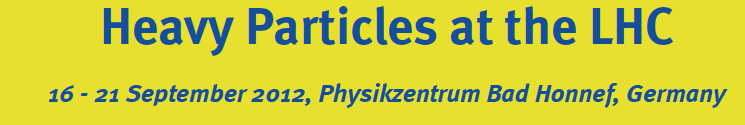 Heavy Particles at the LHC
16 - 21 September 2012, Physikzentrum Bad Honnef, Germany